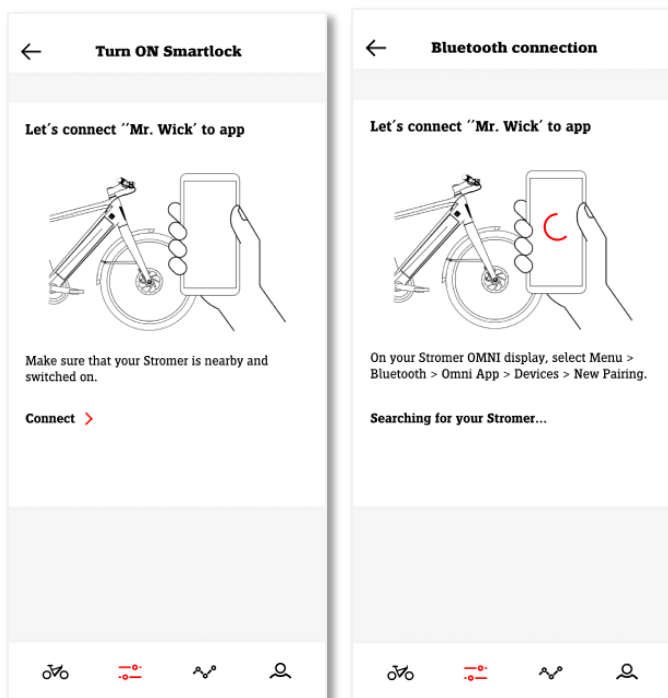 Turn ON Smartlock
Let´s connect ´´Mr. Wick´ to app
Make sure that your Stromer is nearby and
switched on.
Connect
Bluetooth connection
Let´s connect ´´Mr. Wick´ to app
On your Stromer OMNI display, select Menu >
Bluetooth > Omni App > Devices > New Pairing.
Searching for your Stromer...